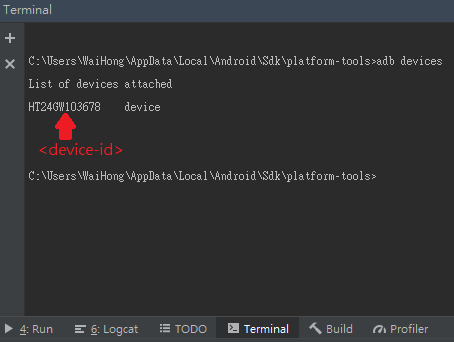 Terminal
C:\Users\WaiHong\AppData\Local\Android\Sdk\platform-tools>adb devices
List of devices attached
HT24GW103678    device
<device-id>
C:\Users\WaiHong\AppData\Local\Android\Sdk\platform-tools>
4: Run 6: Logcat TODO Terminal Build Profiler